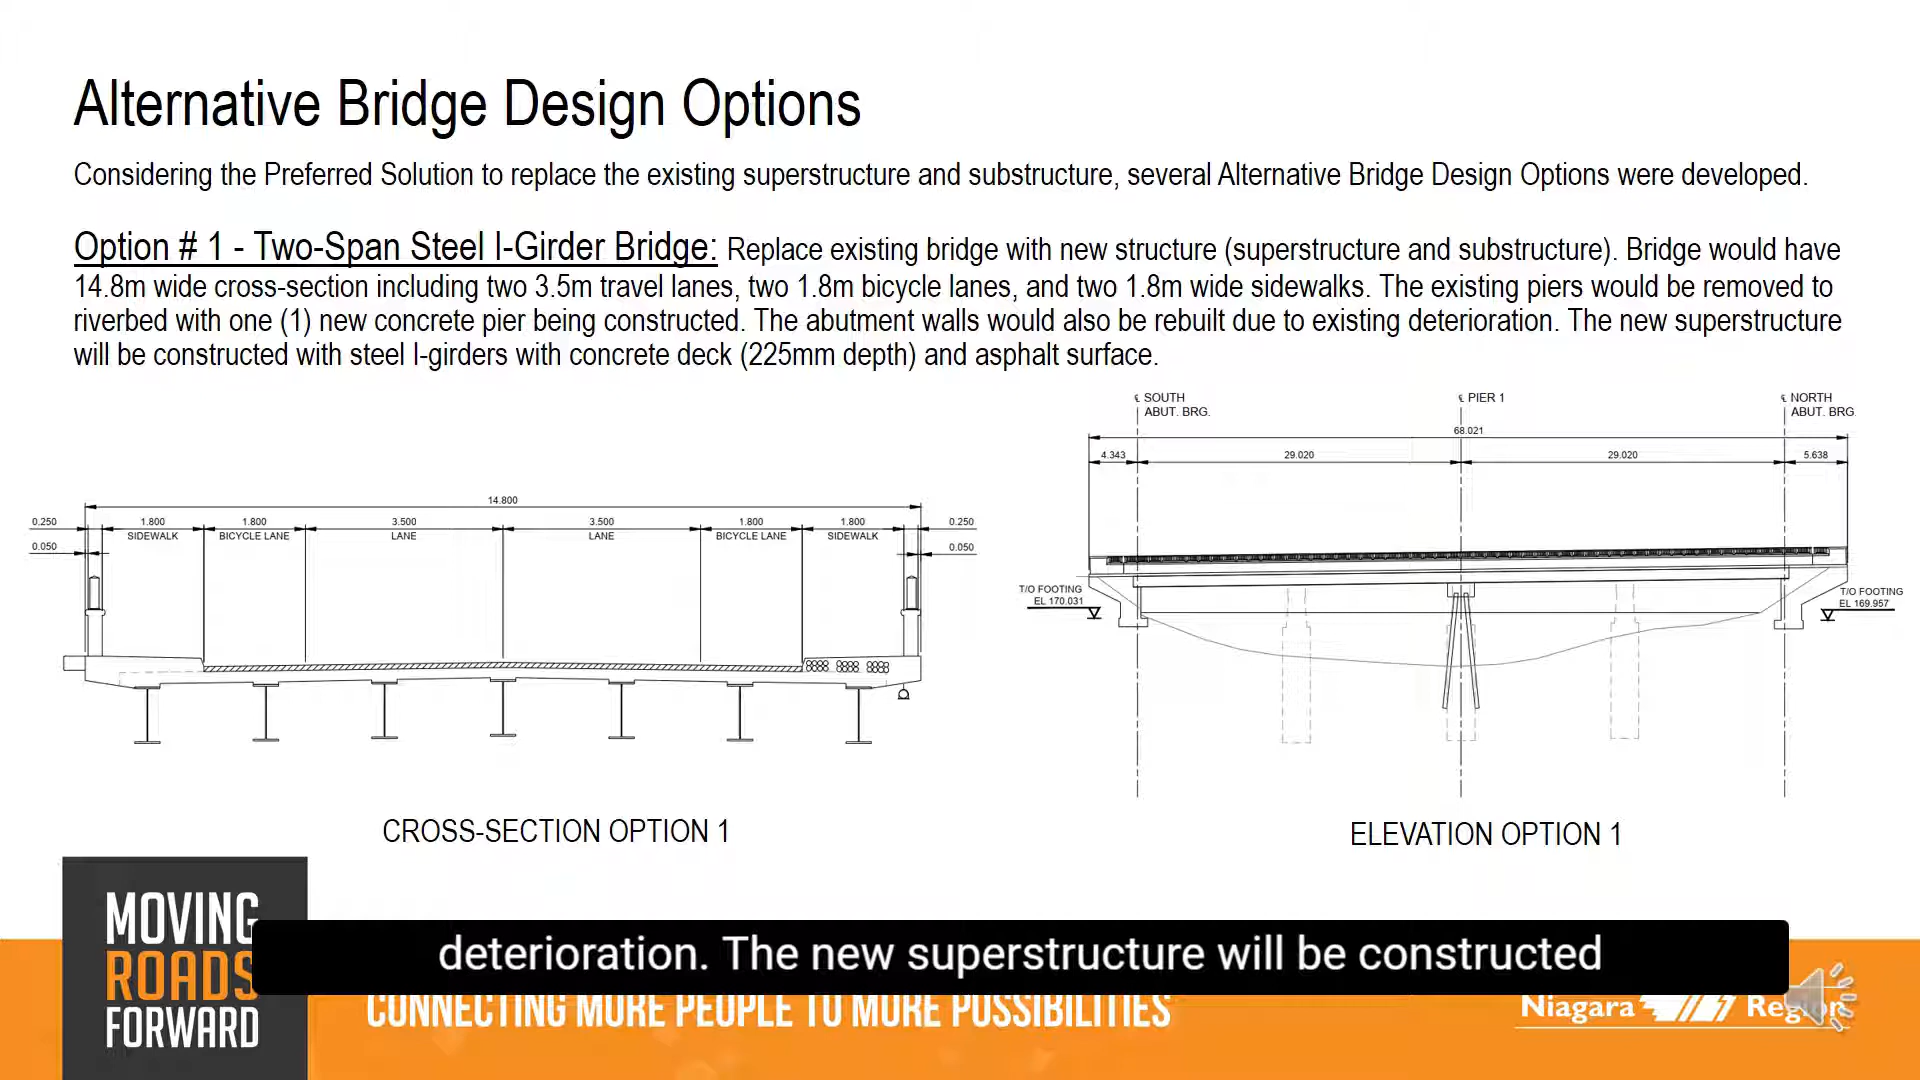 Alternative Bridge Design Options
Considering the Preferred Solution to replace the existing superstructure and substructure, several Alternative Bridge Design Options were developed.
Option # 1 - Two-Span Steel I-Girder Bridge: Replace existing bridge with new structure (superstructure and substructure). Bridge would have
14.8m wide cross-section including two 3.5m travel lanes, two 1.8m bicycle lanes, and two 1.8m wide sidewalks. The existing piers would be removed to
riverbed with one (1) new concrete pier being constructed. The abutment walls would also be rebuilt due to existing deterioration. The new superstructure
will be constructed with steel I-girders with concrete deck (225mm depth) and asphalt surface.
14.800
0.250 1.800 1.800 3.500 3.500 1.800 1.800 0.250
SIDEWALK BICYCLE LANE LANE LANE BICYCLE LANE SIDEWALK
0.050 0.050
CROSS-SECTION OPTION 1
℄ SOUTH
ABUT. BRG.
℄ PIER 1
℄ NORTH
ABUT. BRG.
68.021
4.343 29.020 29.020 5.638
T/O FOOTING
EL 170.031
T/O FOOTING
EL 169.957
ELEVATION OPTION 1
MOVING
ROADS
FORWARD
deterioration. The new superstructure will be constructed
CONNECTING MORE PEOPLE TO MORE POSSIBILITIES
Niagara Region